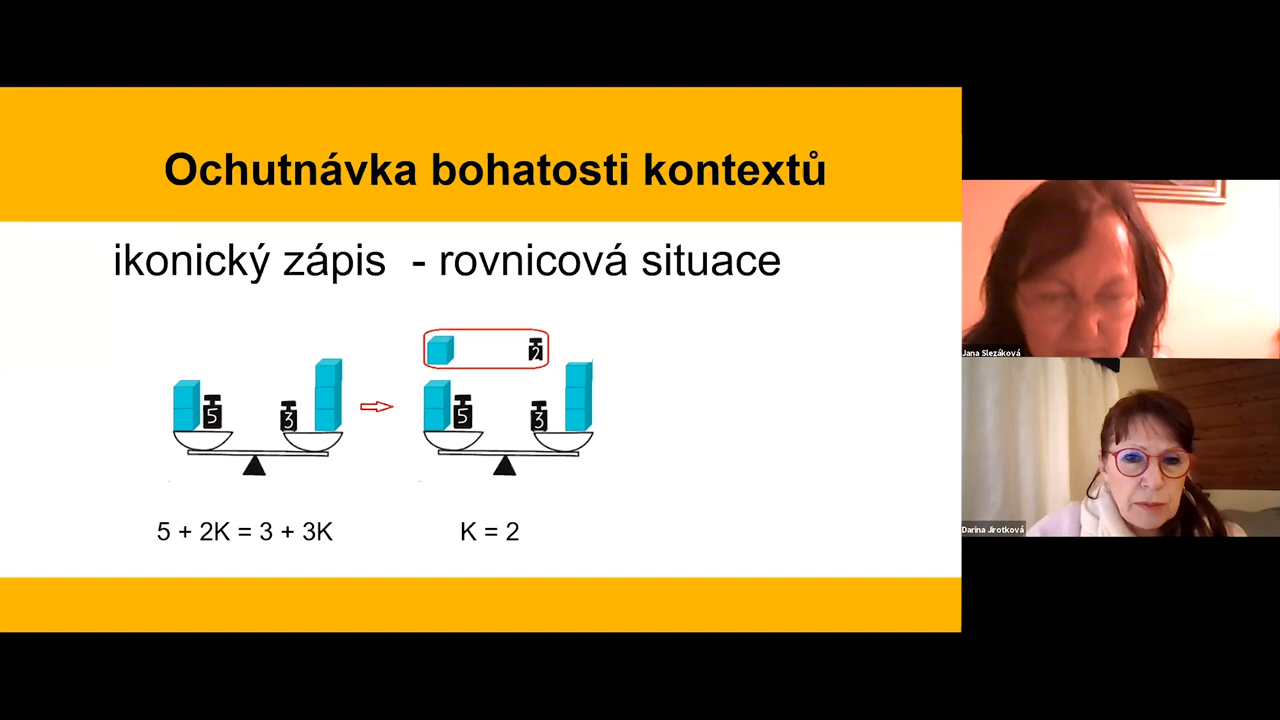 Ochutnávka bohatosti kontextů
ikonický zápis - rovnicová situace
2
5
3
5
3
5 + 2K = 3 + 3K
K = 2
Jana Slezáková
Darina Jirotková